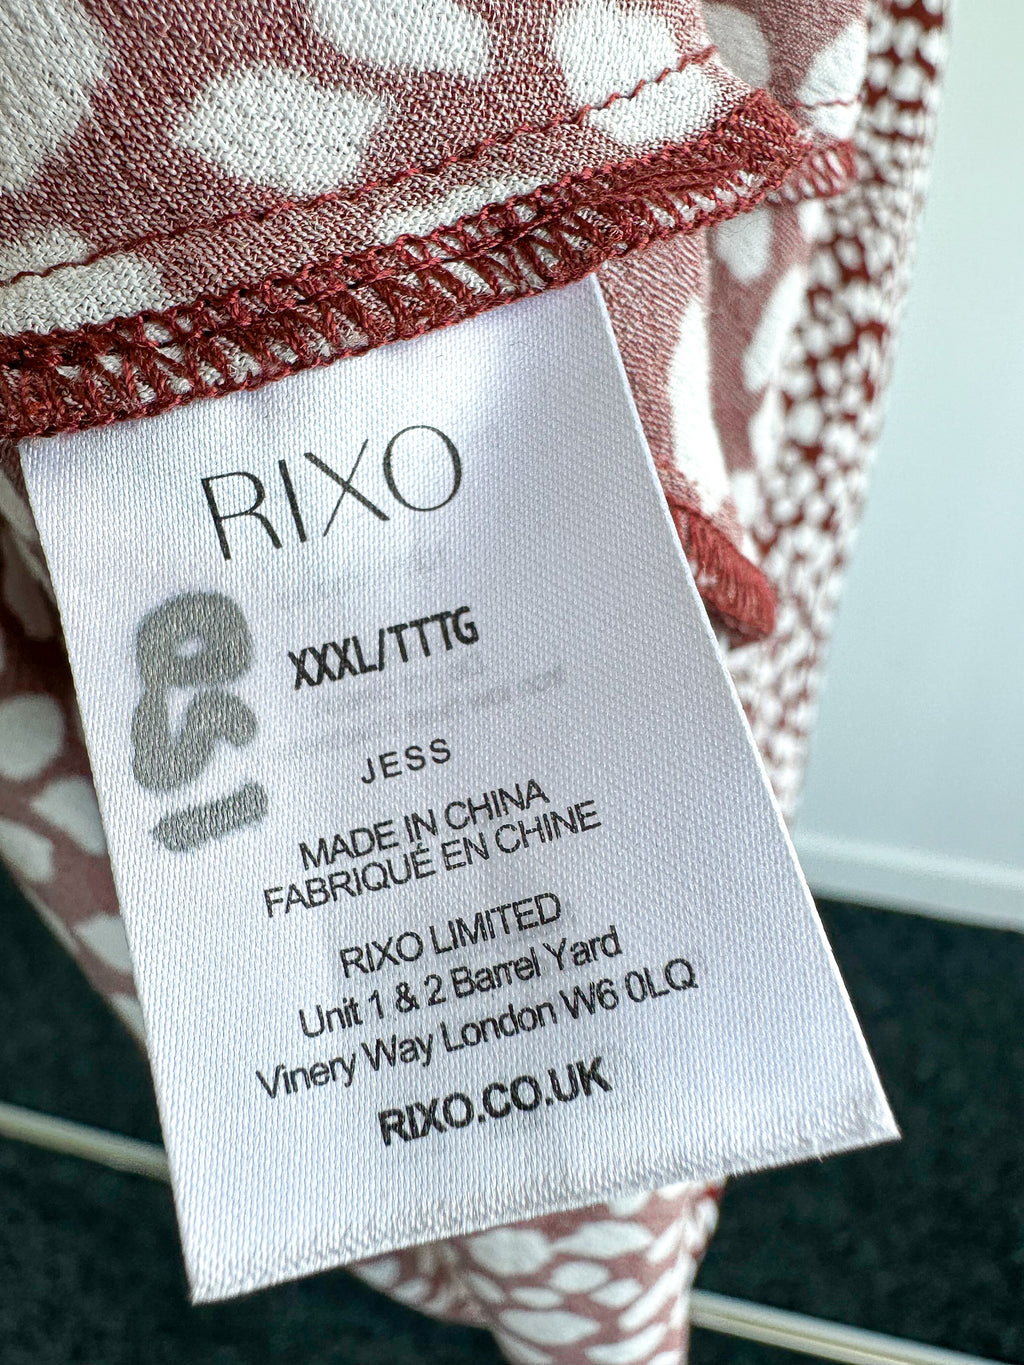 RIXO
XXXL/TTTG
JESS
MADE IN CHINA
FABRIQUÉ EN CHINE
RIXO LIMITED
Unit 1 & 2 Barrel Yard
Vinery Way London W6 0LQ
RIXO.CO.UK